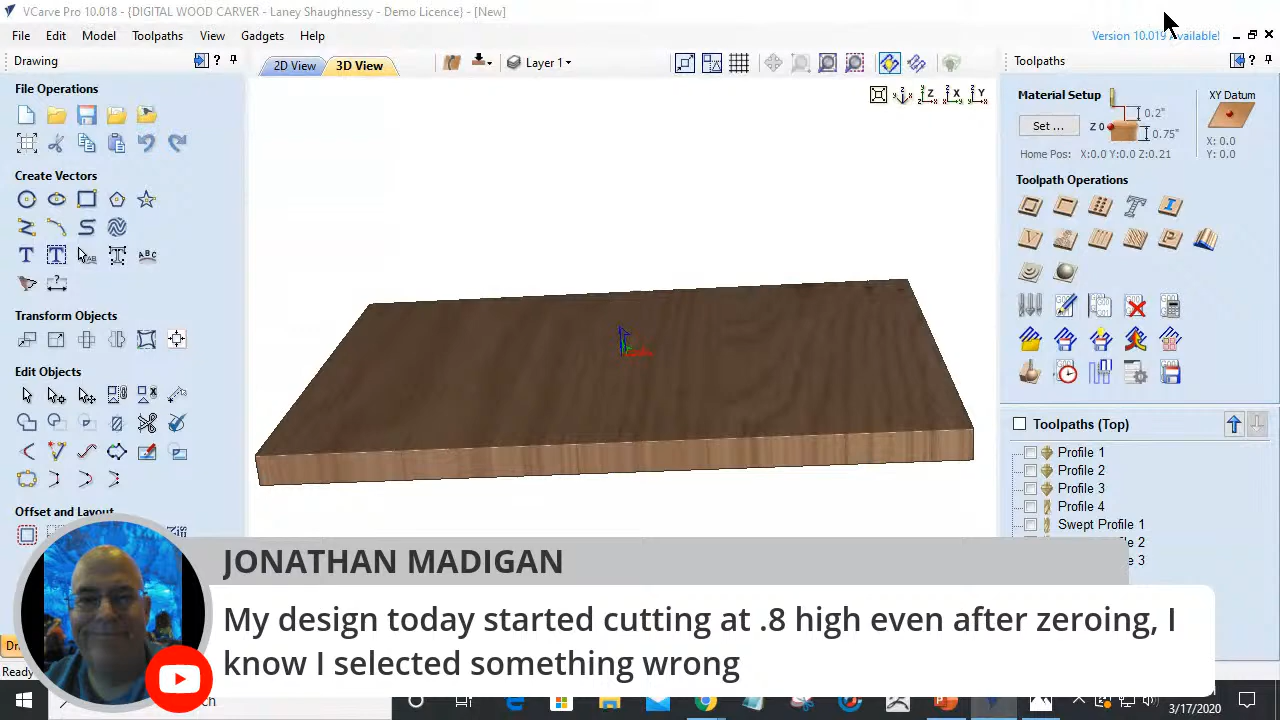 VCarve Pro 10.018 - {DIGITAL WOOD CARVER - Laney Shaughnessy - Demo Licence} - [New]
File Edit Model Toolpaths View Gadgets Help
Version 10.019 Available!
Drawing
2D View 3D View
Layer 1
Toolpaths
File Operations
Material Setup
XY Datum
Set ...
Z 0
0.2"
0.75"
X: 0.0
Y: 0.0
Home Pos: X:0.0 Y:0.0 Z:0.21
Create Vectors
Toolpath Operations
Transform Objects
Edit Objects
Toolpaths (Top)
Profile 1
Profile 2
Profile 3
Profile 4
Swept Profile 1
Offset and Layout
JONATHAN MADIGAN
My design today started cutting at .8 high even after zeroing, I
know I selected something wrong
Ready
3/17/2020